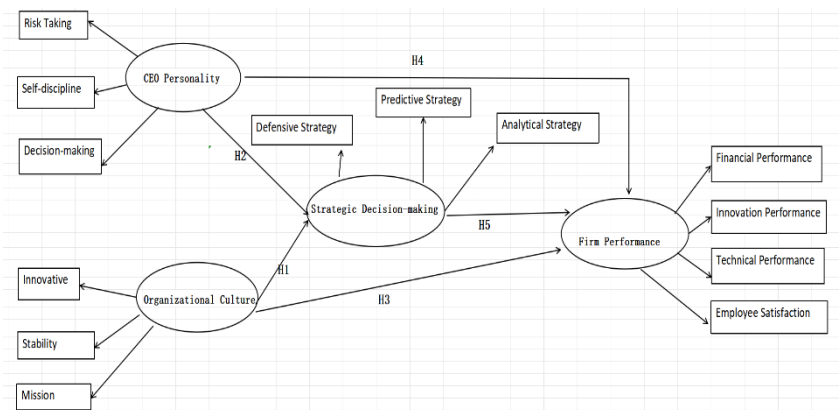 Risk Taking
H4
CEO Personality
Self-discipline
Predictive Strategy
Defensive Strategy
Analytical Strategy
Decision-making
H2
Financial Performance
Strategic Decision-making
Innovation Performance
H5
Firm Performance
Technical Performance
H1
Innovative
Organizational Culture
H3
Employee Satisfaction
Stability
Mission